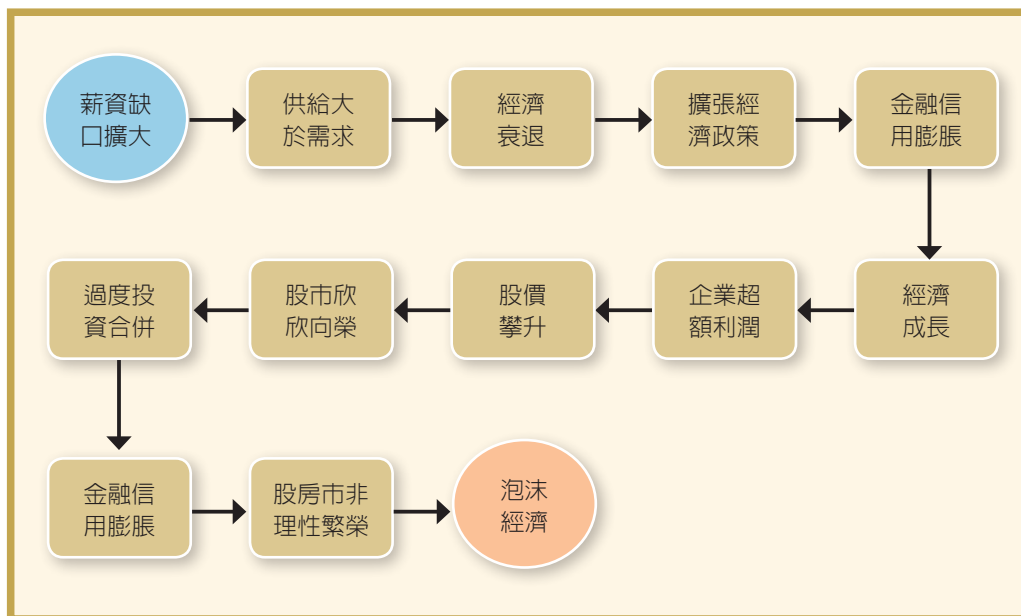 薪資缺
口擴大
供給大
於需求
經濟
衰退
擴張經
濟政策
金融信
用膨脹
經濟
成長
企業超
額利潤
股價
攀升
股市欣
欣向榮
過度投
資合併
金融信
用膨脹
股房市非
理性繁榮
泡沫
經濟